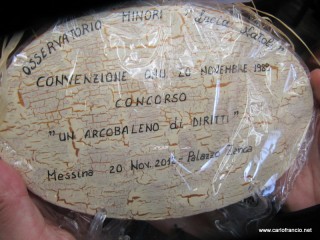 OSSERVATORIO MINORI
CONVENZIONE ONU 20 NOVEMBRE 1989
CONCORSO
"UN ARCOBALENO di DIRITTI"
Messina 20 Nov. Palazzo Zanca
www.carlofrancio.net